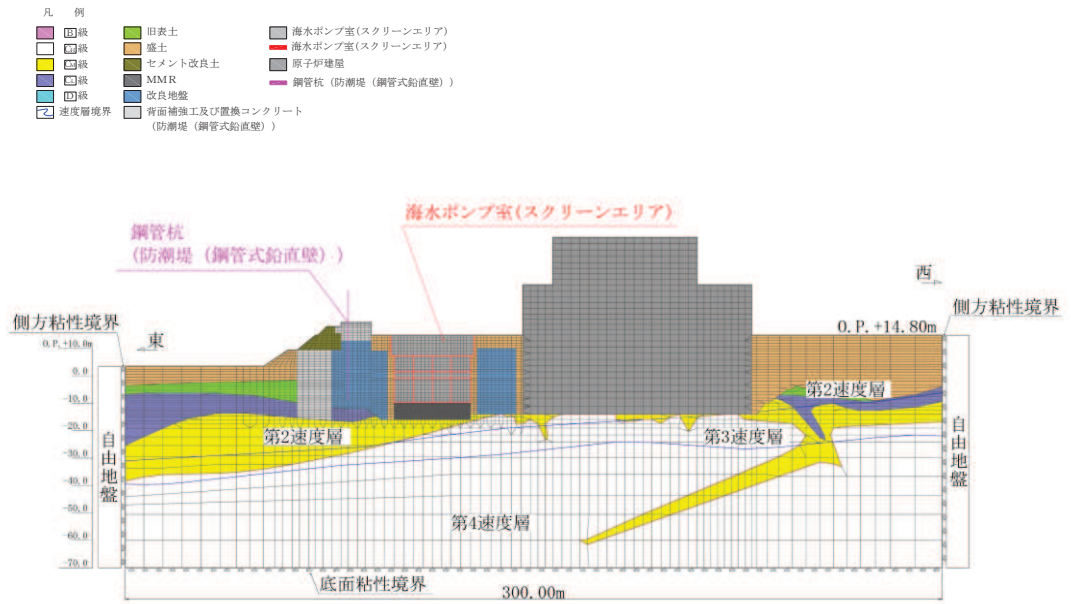 凡 例
B級
CH級
CM級
CL級
D級
速度層境界
旧表土
盛土
セメント改良土
MMR
改良地盤
背面補強工及び置換コンクリート
(防潮堤(鋼管式鉛直壁))
海水ポンプ室(スクリーンエリア)
海水ポンプ室(スクリーンエリア)
原子炉建屋
鋼管杭(防潮堤(鋼管式鉛直壁))
海水ポンプ室(スクリーンエリア)
鋼管杭
(防潮堤(鋼管式鉛直壁))
西
側方粘性境界
側方粘性境界
O.P.+14.80m
東
O.P.+10.0m
0.0
-10.0
-20.0
-30.0
-40.0
-50.0
-60.0
-70.0
自由地盤
自由地盤
第2速度層
第2速度層
第3速度層
第4速度層
底面粘性境界
300.00m